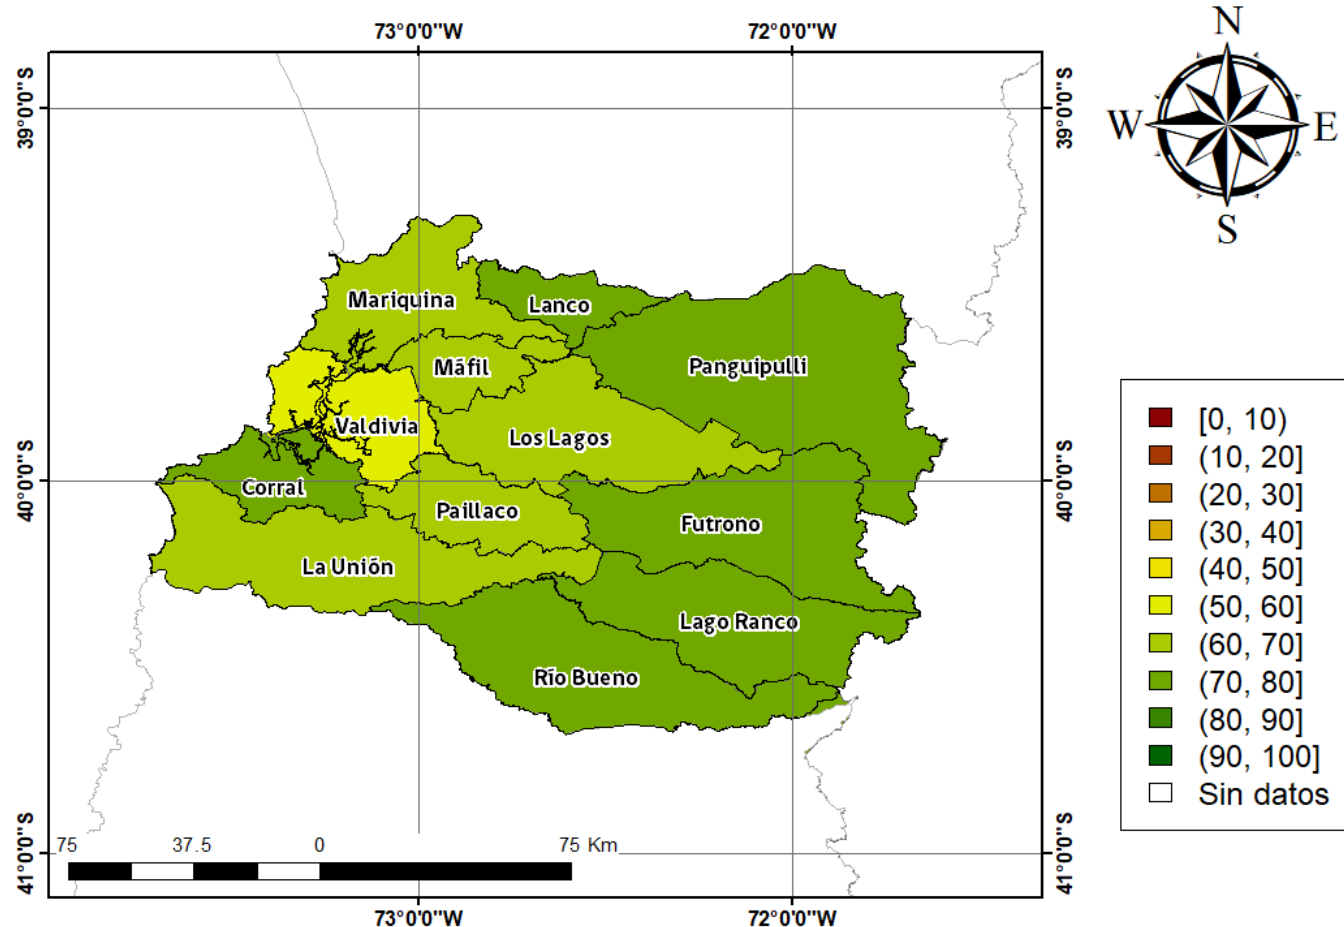 73°0'0"W 72°0'0"W
N
W E
S
39°0'0"S 39°0'0"S
Mariquina
Lanco
Máfil
Panguipulli
Valdivia
Los Lagos
40°0'0"S 40°0'0"S
Corral
Paillaco
Futrono
La Unión
Lago Ranco
Río Bueno
[0, 10)
(10, 20]
(20, 30]
(30, 40]
(40, 50]
(50, 60]
(60, 70]
(70, 80]
(80, 90]
(90, 100]
Sin datos
75 37.5 0 75 Km
41°0'0"S 41°0'0"S
73°0'0"W 72°0'0"W